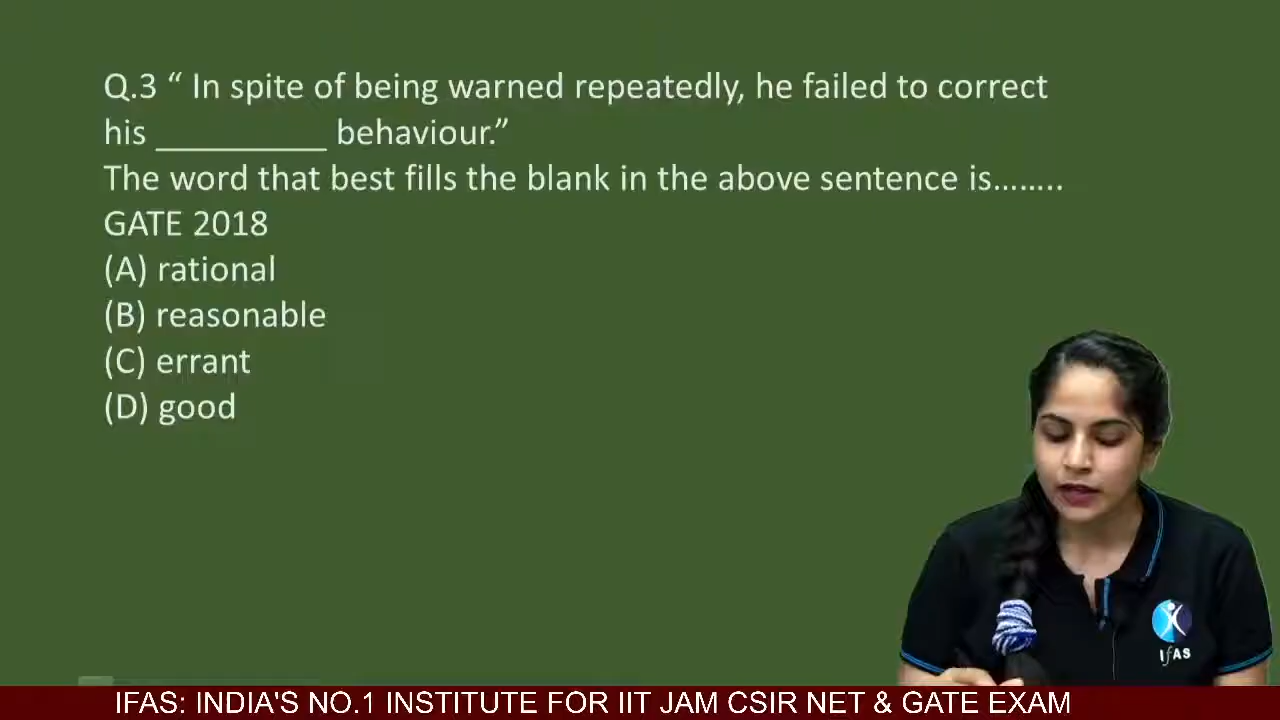 Q.3 “ In spite of being warned repeatedly, he failed to correct
his _________ behaviour.”
The word that best fills the blank in the above sentence is……..
GATE 2018
(A) rational
(B) reasonable
(C) errant
(D) good
IFAS
IFAS: INDIA'S NO.1 INSTITUTE FOR IIT JAM CSIR NET & GATE EXAM